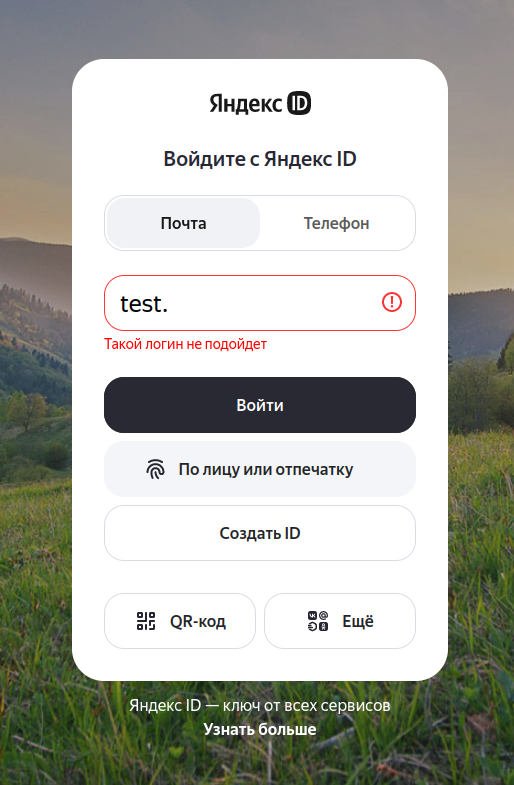 Яндекс ID
Войдите с Яндекс ID
Почта
Телефон
test.
Такой логин не подойдет
Войти
По лицу или отпечатку
Создать ID
QR-код
Ещё
Яндекс ID — ключ от всех сервисов
Узнать больше